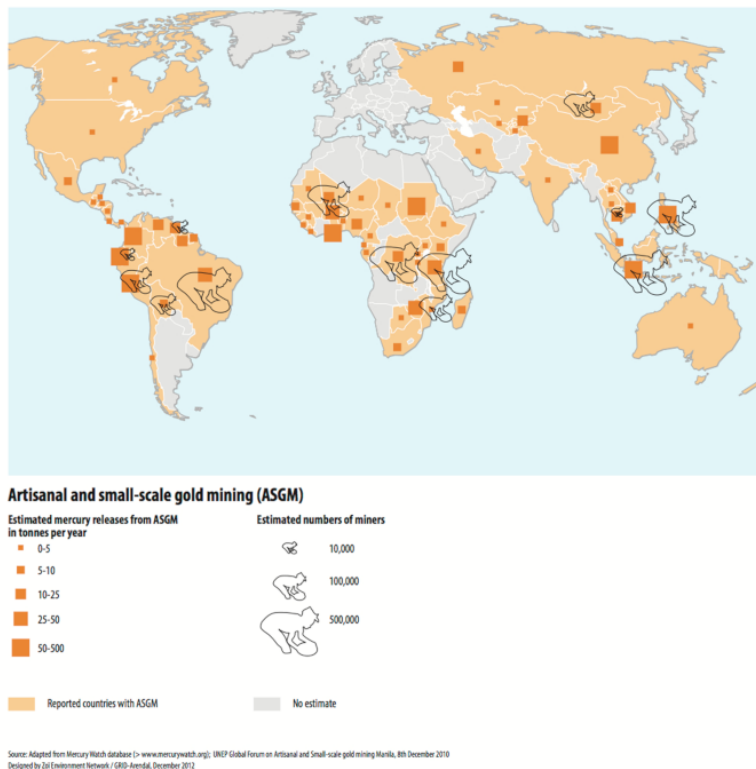 Artisanal and small-scale gold mining (ASGM)
Estimated mercury releases from ASGM
in tonnes per year
0-5
5-10
10-25
25-50
50-500
Estimated numbers of miners
10,000
100,000
500,000
Reported countries with ASGM
No estimate
Source: Adapted from Mercury Watch database (> www.mercurywatch.org); UNEP Global Forum on Artisanal and Small-scale gold mining Manila, 8th December 2010
Designed by Zoï Environment Network / GRID-Arendal, December 2012